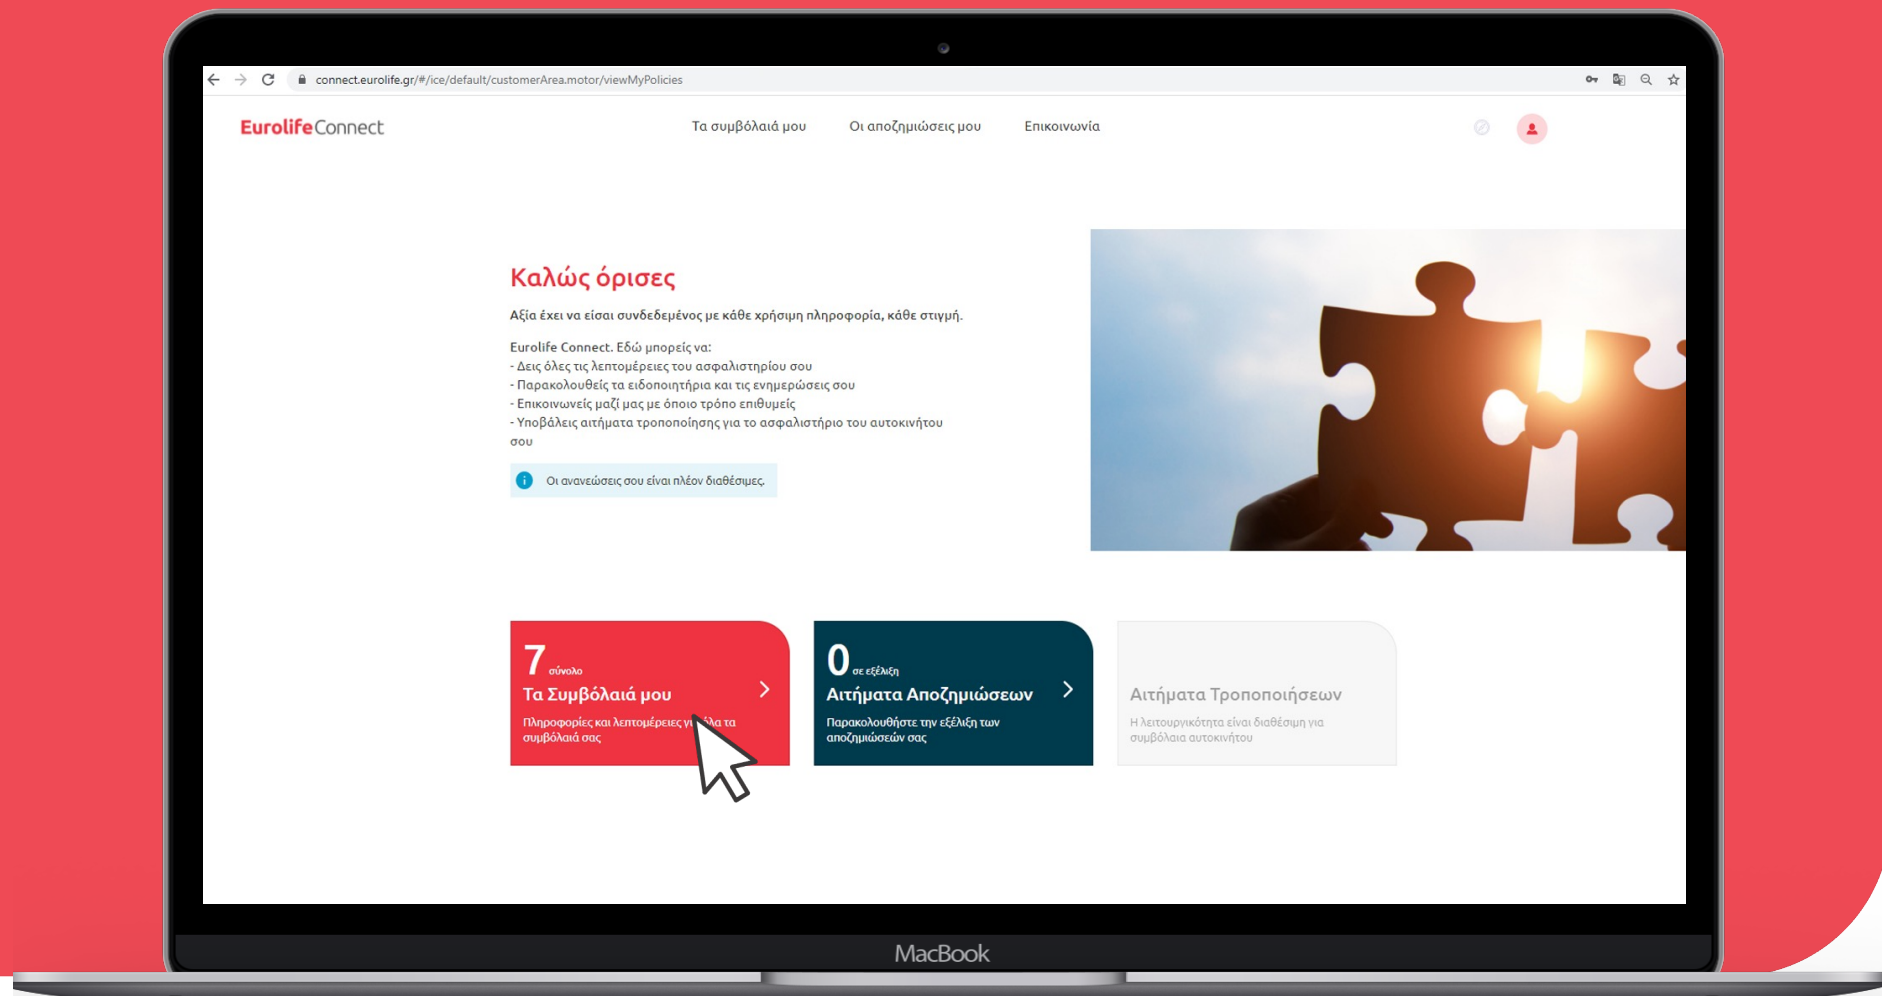 connect.eurolife.gr/#/ice/default/customerArea.motor/viewMyPolicies
EurolifeConnect
Τα συμβόλαιά μου
Οι αποζημιώσεις μου
Επικοινωνία
Καλώς όρισες
Αξία έχει να είσαι συνδεδεμένος με κάθε χρήσιμη πληροφορία, κάθε στιγμή.
Eurolife Connect. Εδώ μπορείς να:
- Δεις όλες τις λεπτομέρειες του ασφαλιστηρίου σου
- Παρακολουθείς τα ειδοποιητήρια και τις ενημερώσεις σου
- Επικοινωνείς μαζί μας με όποιο τρόπο επιθυμείς
- Υποβάλεις αιτήματα τροποποίησης για το ασφαλιστήριο του αυτοκινήτου
σου
Οι ανανεώσεις σου είναι πλέον διαθέσιμες.
7 σύνολο
Τα Συμβόλαιά μου
Πληροφορίες και λεπτομέρειες για όλα τα
συμβόλαιά σας
0 σε εξέλιξη
Αιτήματα Αποζημιώσεων
Παρακολουθήστε την εξέλιξη των
αποζημιώσεών σας
Αιτήματα Τροποποιήσεων
Η λειτουργικότητα είναι διαθέσιμη για
συμβόλαια αυτοκινήτου
MacBook